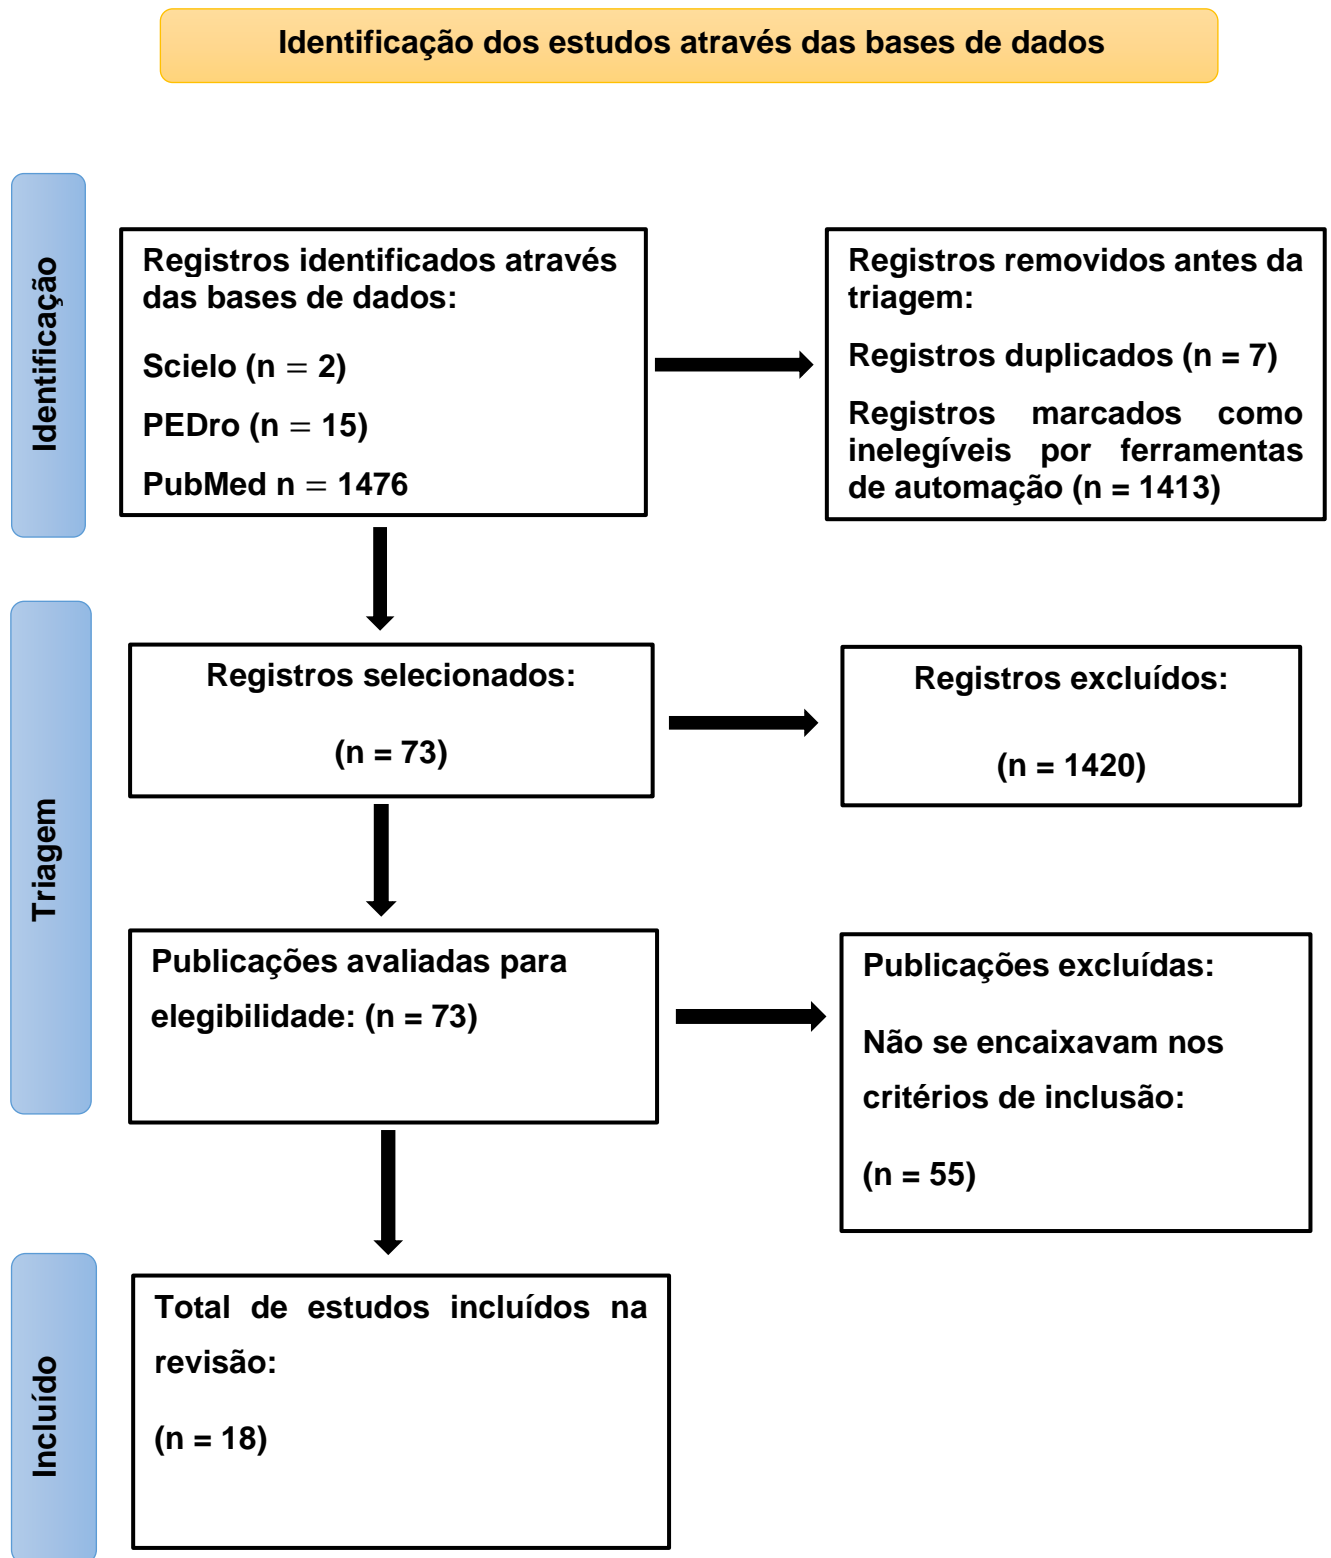 Identificação dos estudos através das bases de dados
Identificação
Registros identificados através
das bases de dados:
Scielo (n = 2)
PEDro (n = 15)
PubMed n = 1476
Registros removidos antes da
triagem:
Registros duplicados (n = 7)
Registros marcados como
inelegíveis por ferramentas
de automação (n = 1413)
Triagem
Registros selecionados:
(n = 73)
Registros excluídos:
(n = 1420)
Publicações avaliadas para
elegibilidade: (n = 73)
Publicações excluídas:
Não se encaixavam nos
critérios de inclusão:
(n = 55)
Incluído
Total de estudos incluídos na
revisão:
(n = 18)